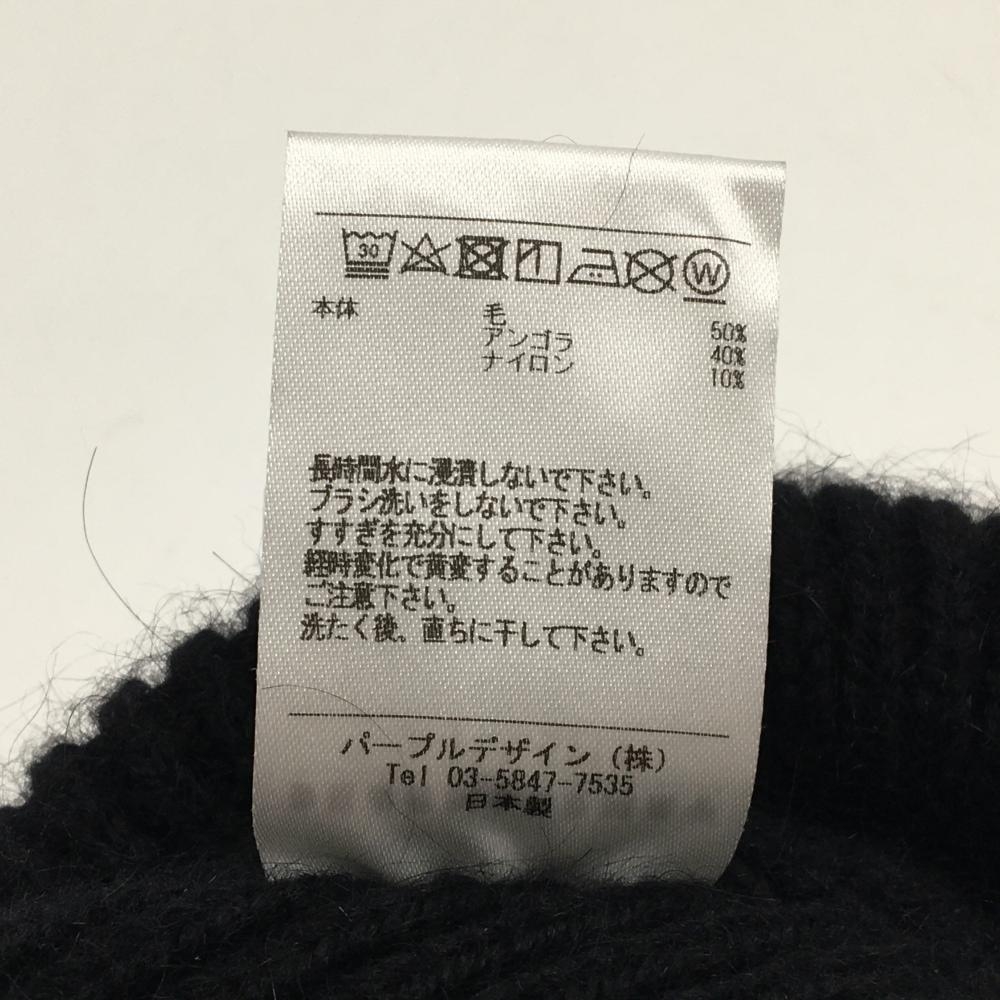 30 W
本体 毛 50%
アンゴラ 40%
ナイロン 10%
長時間水に浸漬しないで下さい。
ブラシ洗いをしないで下さい。
すすぎを充分にして下さい。
経時変化で黄変することがありますので
ご注意下さい。
洗たく後、直ちに干して下さい。
パープルデザイン（株）
Tel 03-5847-7535
日本製